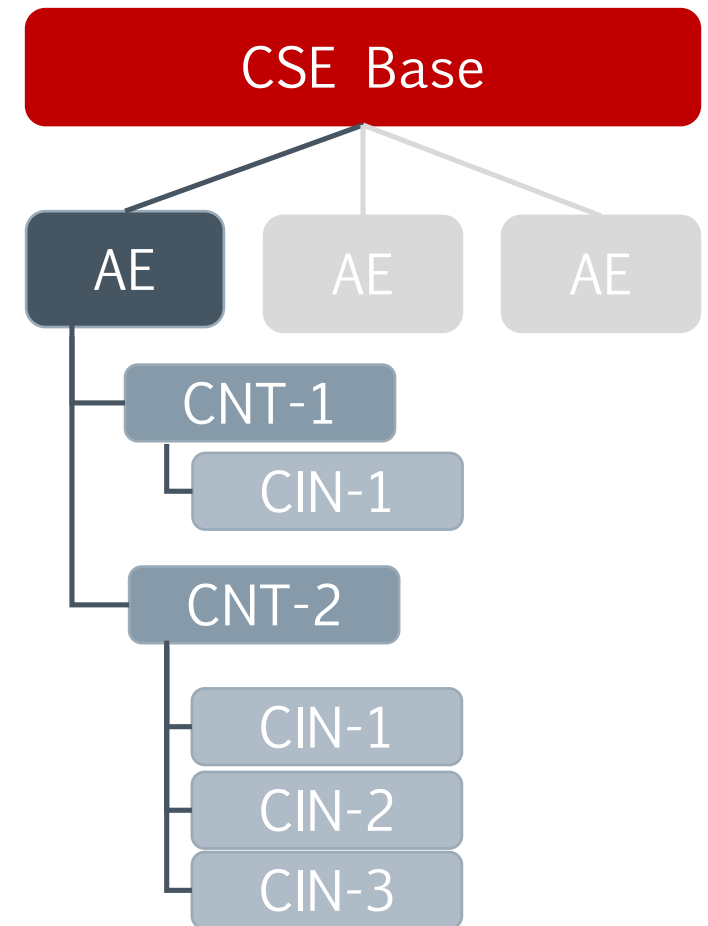 CSE Base
AE
AE
AE
CNT-1
CIN-1
CNT-2
CIN-1
CIN-2
CIN-3